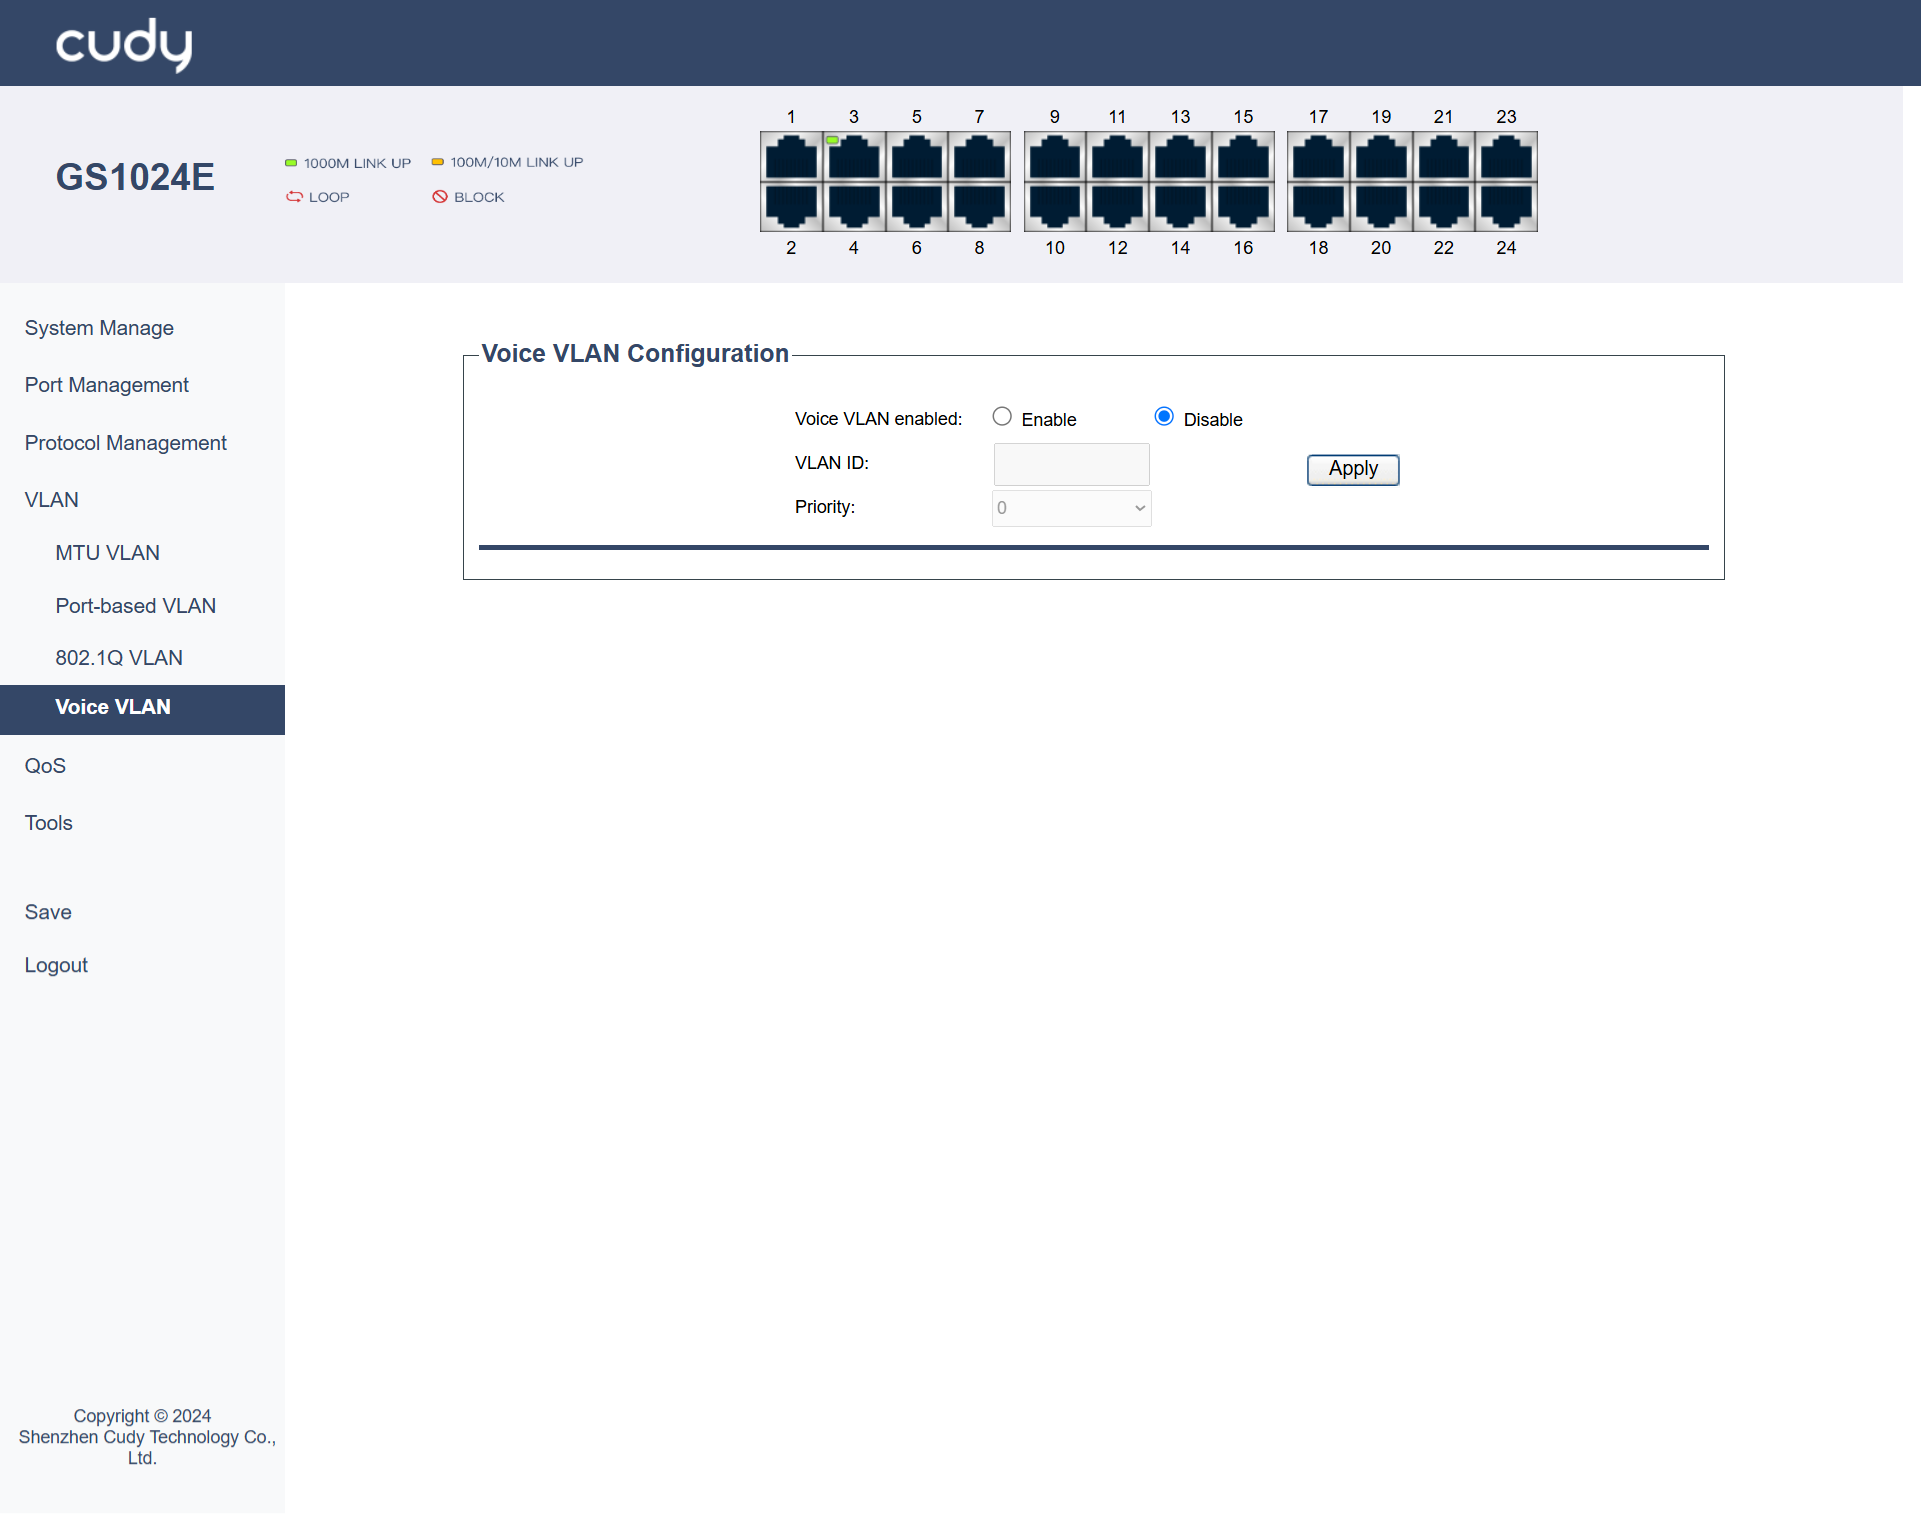 cudy
GS1024E
1000M LINK UP 100M/10M LINK UP
LOOP BLOCK
1 3 5 7 9 11 13 15 17 19 21 23
2 4 6 8 10 12 14 16 18 20 22 24
System Manage
Port Management
Protocol Management
VLAN
MTU VLAN
Port-based VLAN
802.1Q VLAN
Voice VLAN
QoS
Tools
Save
Logout
Copyright © 2024
Shenzhen Cudy Technology Co.,
Ltd.
Voice VLAN Configuration
Voice VLAN enabled: Enable Disable
VLAN ID:
Apply
Priority: 0